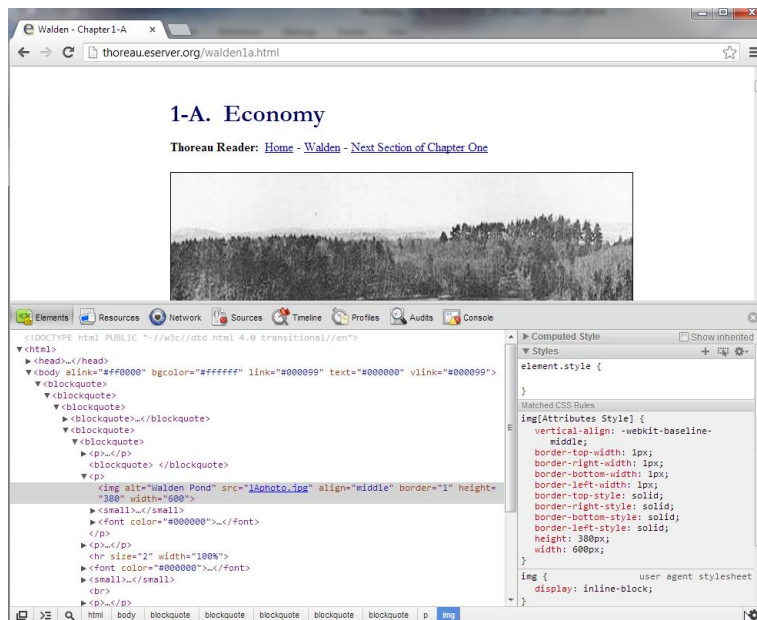 Walden - Chapter 1-A
thoreau.eserver.org/walden1a.html
1-A. Economy
Thoreau Reader: Home - Walden - Next Section of Chapter One
Elements Resources Network Sources Timeline Profiles Audits Console
<!DOCTYPE html PUBLIC "-//w3c//dtd html 4.0 transitional//en">
▼<html>
▶<head>…</head>
▼<body alink="#ff0000" bgcolor="#ffffff" link="#000099" text="#000000" vlink="#000099">
▼<blockquote>
▼<blockquote>
▼<blockquote>
▶<blockquote>…</blockquote>
▼<blockquote>
▼<blockquote>
▶<p>…</p>
<blockquote> </blockquote>
▼<p>
<img alt="Walden Pond" src="1Aphoto.jpg" align="middle" border="1" height=
"380" width="600">
▶<small>…</small>
▶<font color="#000000">…</font>
</p>
▶<p>…</p>
<hr size="2" width="100%">
▶<font color="#000000">…</font>
▶<small>…</small>
<br>
▶<p>…</p>
▶ Computed Style Show inherited
▼ Styles
element.style {
}
Matched CSS Rules
img[Attributes Style] {
vertical-align: -webkit-baseline-
middle;
border-top-width: 1px;
border-right-width: 1px;
border-bottom-width: 1px;
border-left-width: 1px;
border-top-style: solid;
border-right-style: solid;
border-bottom-style: solid;
border-left-style: solid;
height: 380px;
width: 600px;
}
img { user agent stylesheet
display: inline-block;
}
html body blockquote blockquote blockquote blockquote blockquote p img